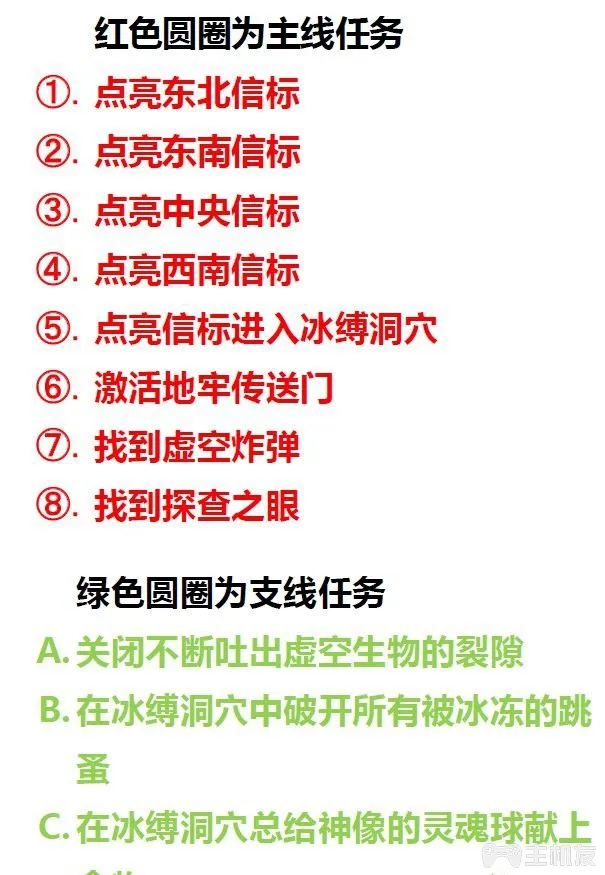 红色圆圈为主线任务
①. 点亮东北信标
②. 点亮东南信标
③. 点亮中央信标
④. 点亮西南信标
⑤. 点亮信标进入冰缚洞穴
⑥. 激活地牢传送门
⑦. 找到虚空炸弹
⑧. 找到探查之眼
绿色圆圈为支线任务
A. 关闭不断吐出虚空生物的裂隙
B. 在冰缚洞穴中破开所有被冰冻的跳
蚤
C. 在冰缚洞穴总给神像的灵魂球献上
主机友